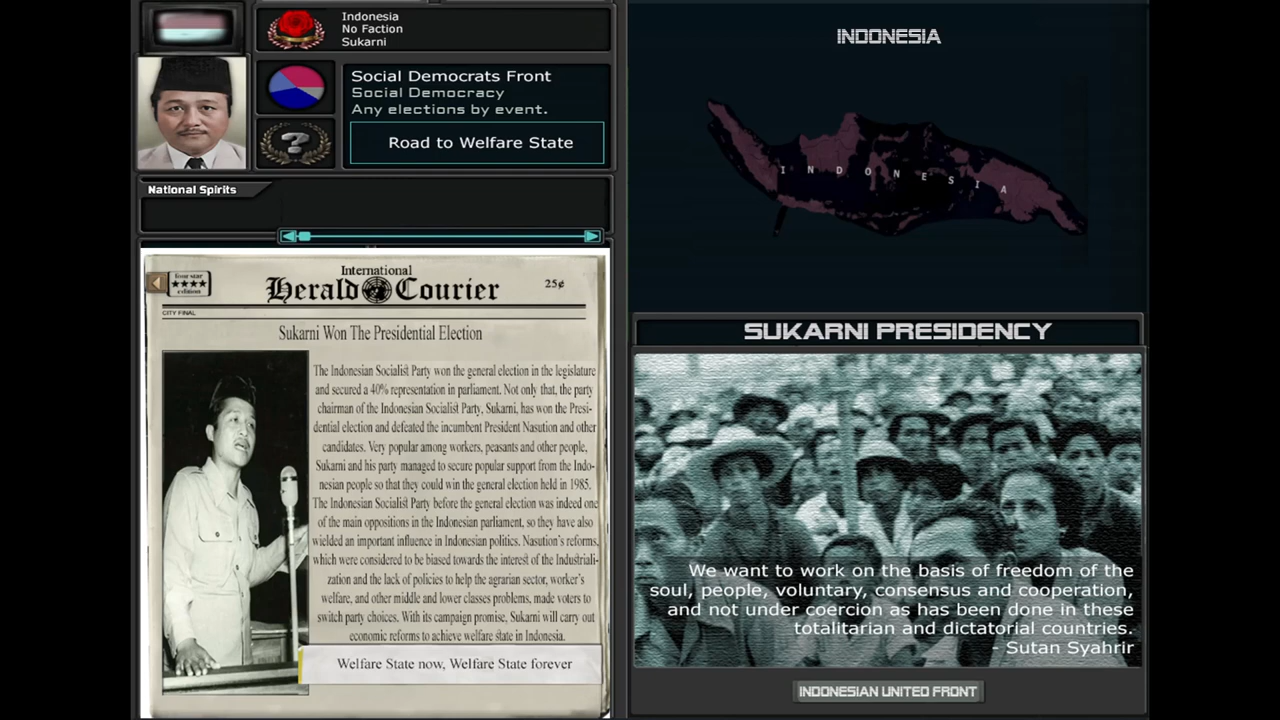 Indonesia
No Faction
Sukarni
Social Democrats Front
Social Democracy
Any elections by event.
Road to Welfare State
National Spirits
four star
edition
International
Herald Courier
25¢
CITY FINAL
Sukarni Won The Presidential Election
The Indonesian Socialist Party won the general election in the legislature
and secured a 40% representation in parliament. Not only that, the party
chairman of the Indonesian Socialist Party, Sukarni, has won the Presi-
dential election and defeated the incumbent President Nasution and other
candidates. Very popular among workers, peasants and other people,
Sukarni and his party managed to secure popular support from the Indo-
nesian people so that they could win the general election held in 1985.
The Indonesian Socialist Party before the general election was indeed one
of the main oppositions in the Indonesian parliament, so they have also
wielded an important influence in Indonesian politics. Nasution's reforms,
which were considered to be biased towards the interest of the Industriali-
zation and the lack of policies to help the agrarian sector, worker's
welfare, and other middle and lower classes problems, made voters to
switch party choices. With its campaign promise, Sukarni will carry out
economic reforms to achieve welfare state in Indonesia.
Welfare State now, Welfare State forever
INDONESIA
INDONESIA
SUKARNI PRESIDENCY
We want to work on the basis of freedom of the
soul, people, voluntary, consensus and cooperation,
and not under coercion as has been done in these
totalitarian and dictatorial countries.
- Sutan Syahrir
INDONESIAN UNITED FRONT